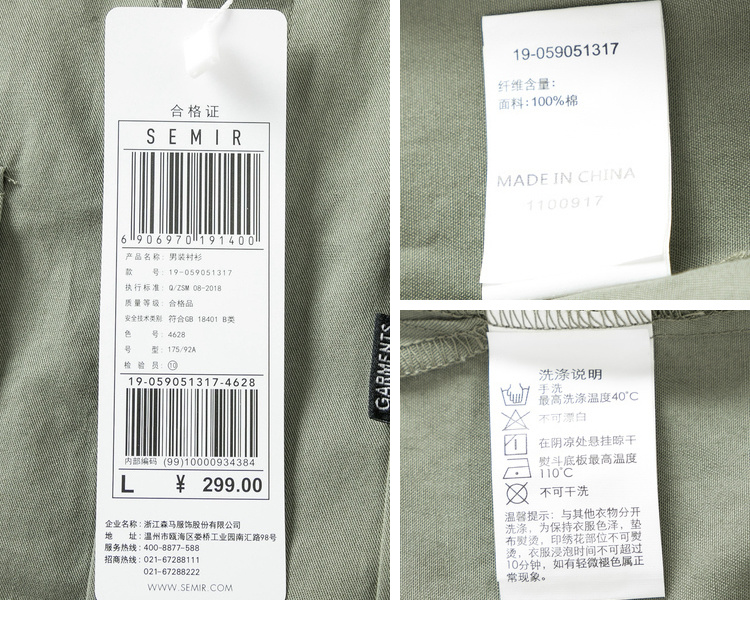 合格证
SEMIR
6 906970 191400
产品名称: 男装衬衫
款 号: 19-059051317
执行标准: Q/ZSM 08-2018
质量等级: 合格品
安全技术类别: 符合GB 18401 B类
色 号: 4628
号 型: 175/92A
检 验 员: ⑩
19-059051317-4628
内部编码 (99)10000934384
L ¥ 299.00
企业名称: 浙江森马服饰股份有限公司
地 址: 温州市瓯海区娄桥工业园南汇路98号
服务热线: 400-8877-588
招商热线: 021-67288111
021-67288222
WWW.SEMIR.COM
GARMENTS
19-059051317
纤维含量:
面料:100%棉
MADE IN CHINA
1100917
洗涤说明
手洗
最高洗涤温度40℃
不可漂白
在阴凉处悬挂晾干
熨斗底板最高温度
110℃
不可干洗
温馨提示: 与其他衣物分开
洗涤, 为保持衣服色泽, 垫
布熨烫, 印绣花部位不可熨
烫, 衣服浸泡时间不可超过
10分钟, 如有轻微褪色属正
常现象。